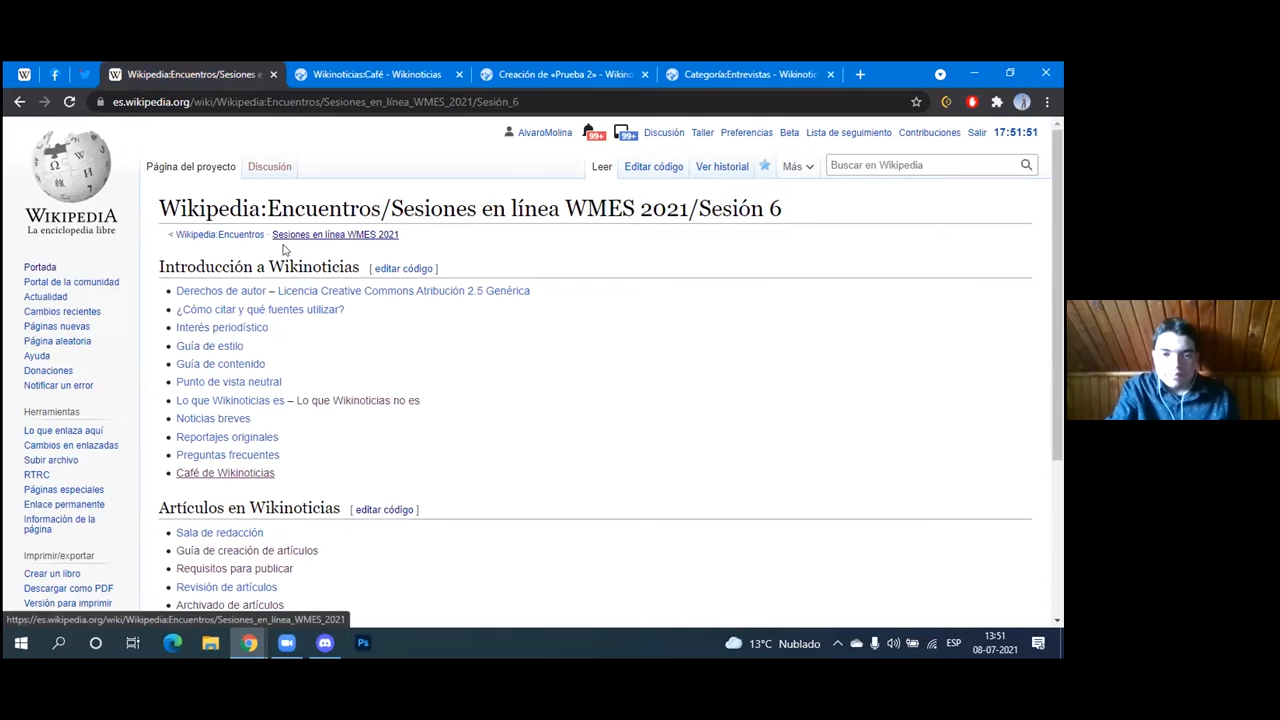 Wikipedia:Encuentros/Sesiones e
Wikinoticias:Café - Wikinoticias
Creación de «Prueba 2» - Wikino
Categoría:Entrevistas - Wikinotic
es.wikipedia.org/wiki/Wikipedia:Encuentros/Sesiones_en_línea_WMES_2021/Sesión_6
AlvaroMolina 99+ 99+ Discusión Taller Preferencias Beta Lista de seguimiento Contribuciones Salir 17:51:51
Página del proyecto Discusión Leer Editar código Ver historial Más Buscar en Wikipedia
WIKIPEDIA
La enciclopedia libre
Portada
Portal de la comunidad
Actualidad
Cambios recientes
Páginas nuevas
Página aleatoria
Ayuda
Donaciones
Notificar un error
Herramientas
Lo que enlaza aquí
Cambios en enlazadas
Subir archivo
RTRC
Páginas especiales
Enlace permanente
Información de la
página
Imprimir/exportar
Crear un libro
Descargar como PDF
Versión para imprimir
Wikipedia:Encuentros/Sesiones en línea WMES 2021/Sesión 6
< Wikipedia:Encuentros · Sesiones en línea WMES 2021
Introducción a Wikinoticias [ editar código ]
Derechos de autor – Licencia Creative Commons Atribución 2.5 Genérica
¿Cómo citar y qué fuentes utilizar?
Interés periodístico
Guía de estilo
Guía de contenido
Punto de vista neutral
Lo que Wikinoticias es – Lo que Wikinoticias no es
Noticias breves
Reportajes originales
Preguntas frecuentes
Café de Wikinoticias
Artículos en Wikinoticias [ editar código ]
Sala de redacción
Guía de creación de artículos
Requisitos para publicar
Revisión de artículos
Archivado de artículos
https://es.wikipedia.org/wiki/Wikipedia:Encuentros/Sesiones_en_línea_WMES_2021
13°C Nublado ESP 13:51
08-07-2021